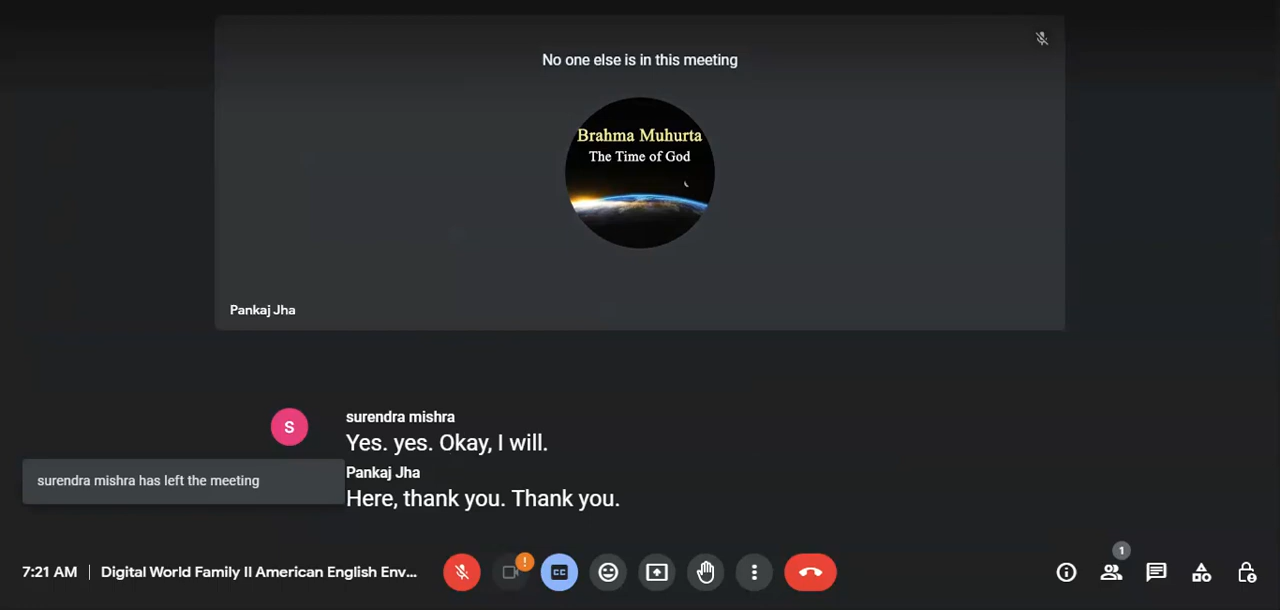 No one else is in this meeting
Brahma Muhurta
The Time of God
Pankaj Jha
surendra mishra
S
Yes. yes. Okay, I will.
Pankaj Jha
surendra mishra has left the meeting
Here, thank you. Thank you.
!
CC
1
7:21 AM | Digital World Family II American English Env...